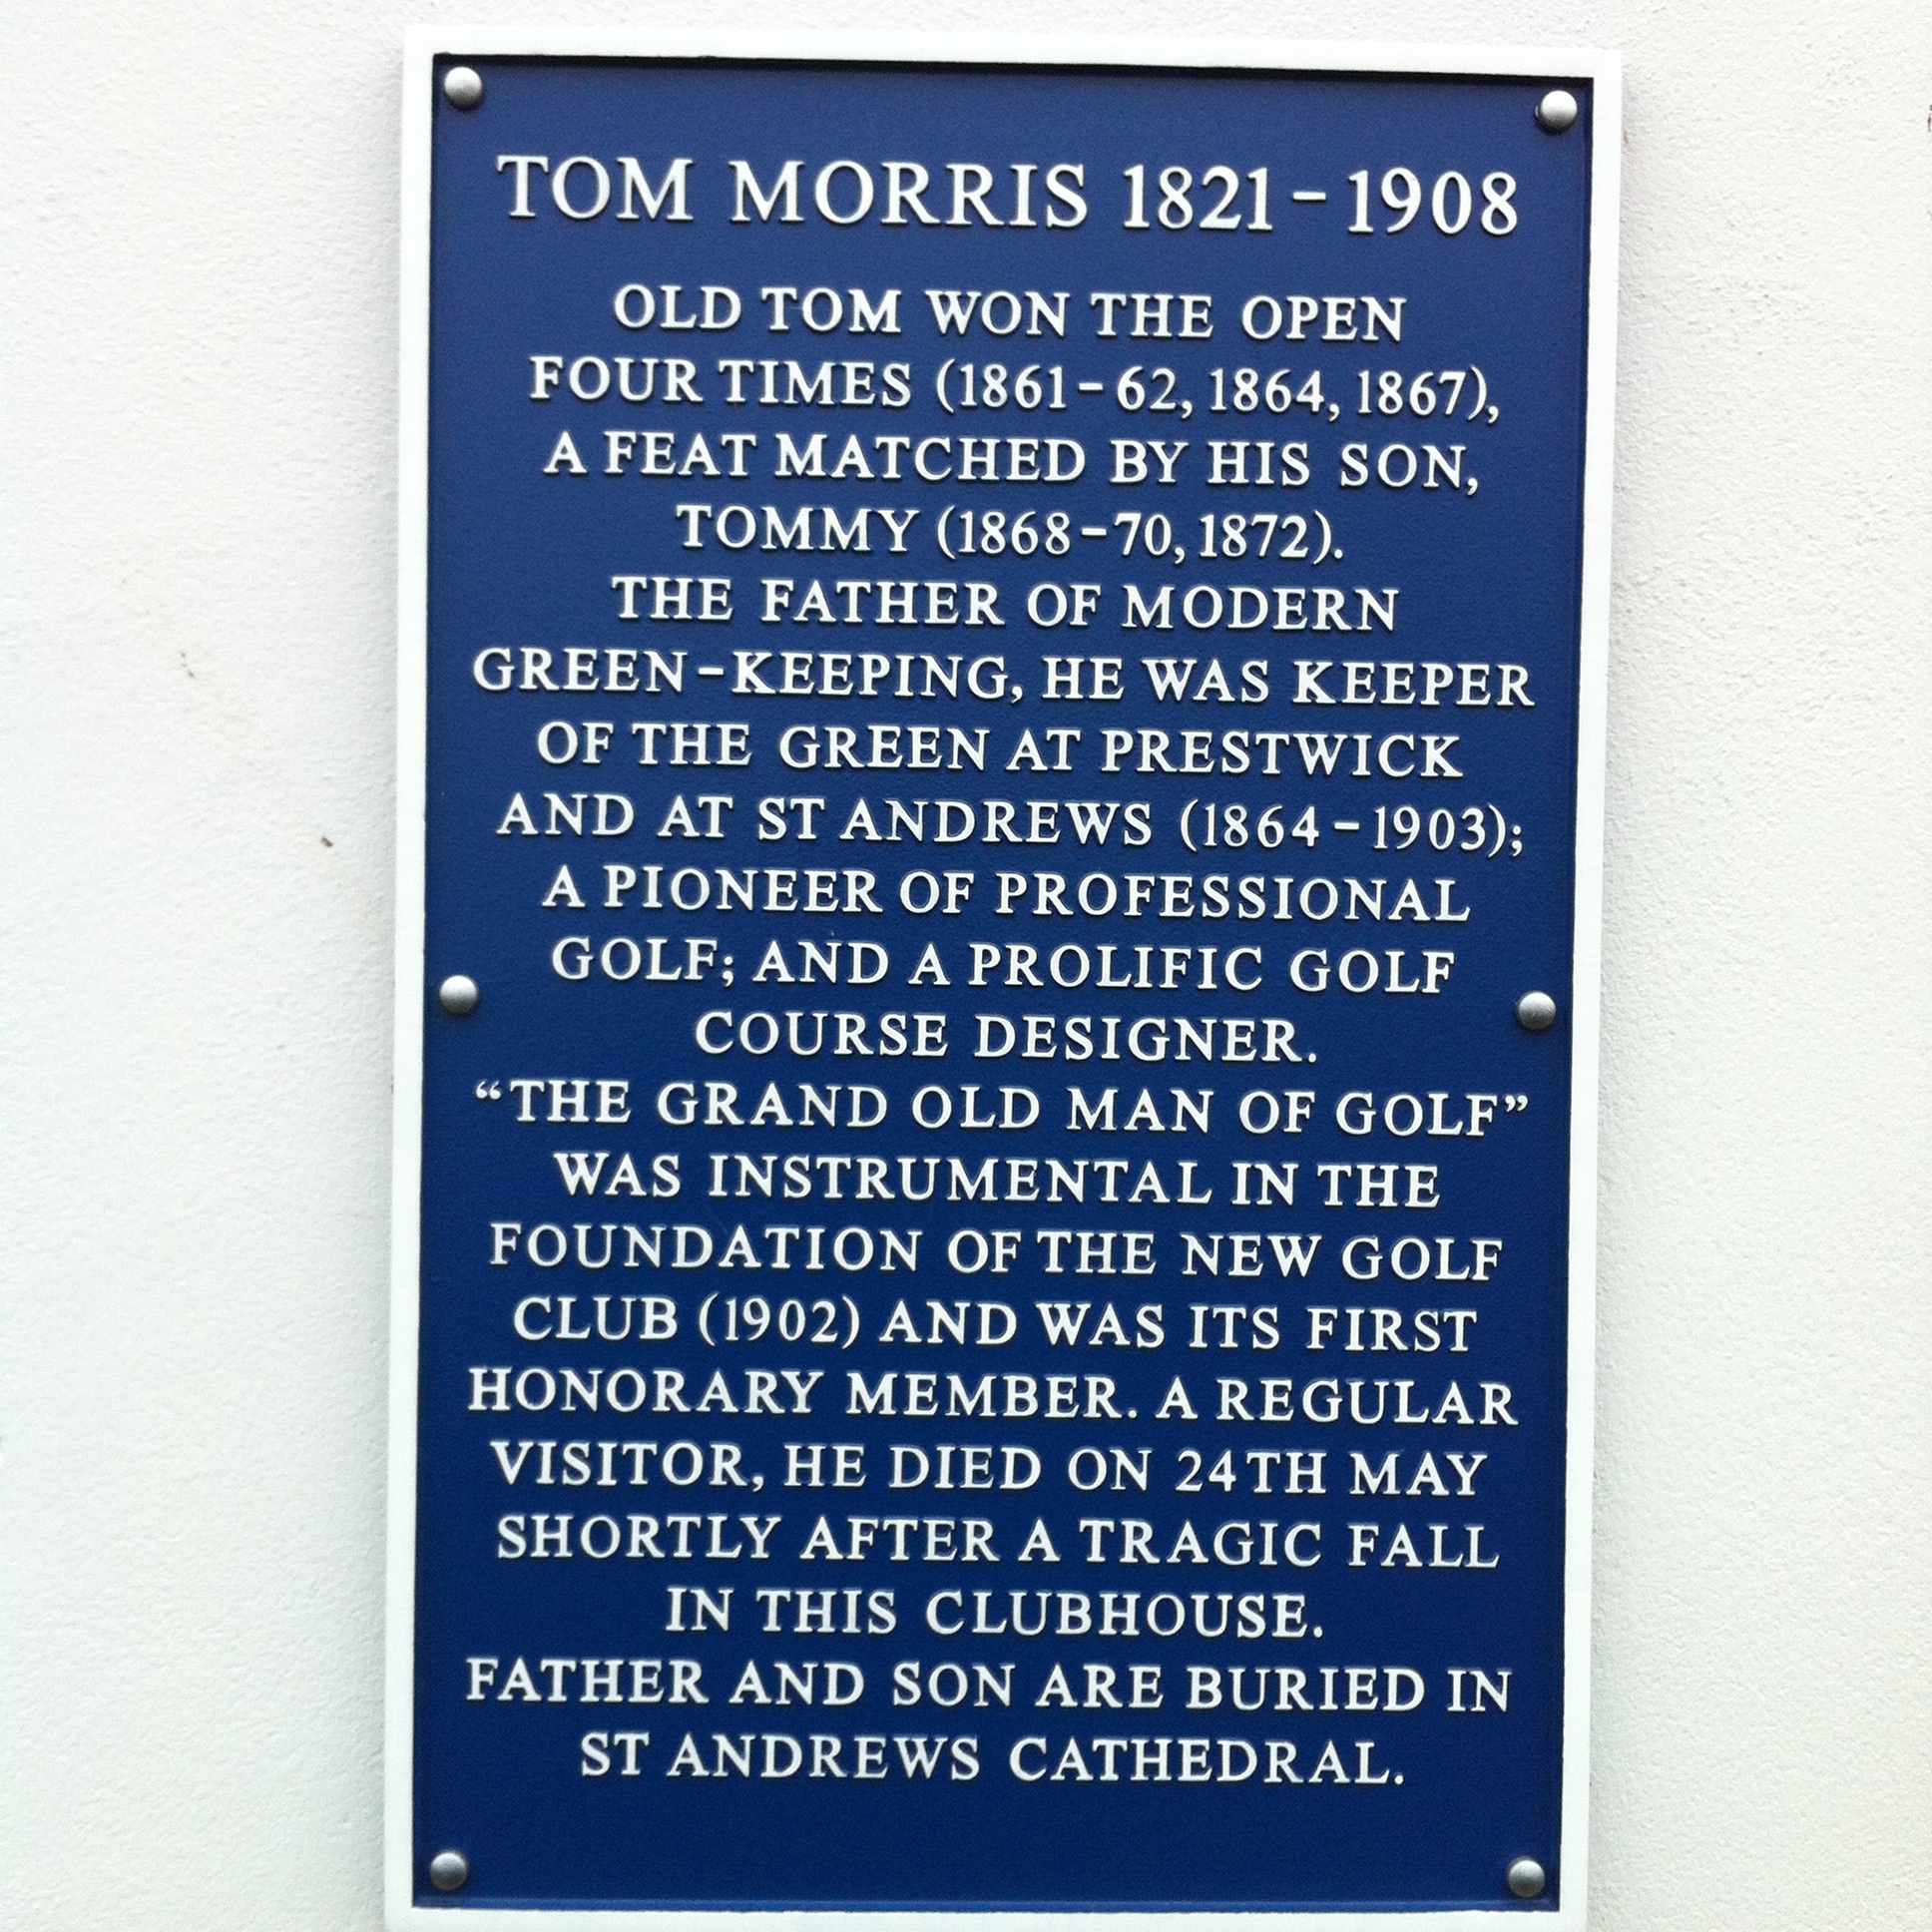 TOM MORRIS 1821 - 1908
OLD TOM WON THE OPEN
FOUR TIMES (1861-62, 1864, 1867),
A FEAT MATCHED BY HIS SON,
TOMMY (1868-70, 1872).
THE FATHER OF MODERN
GREEN-KEEPING, HE WAS KEEPER
OF THE GREEN AT PRESTWICK
AND AT ST ANDREWS (1864-1903);
A PIONEER OF PROFESSIONAL
GOLF; AND A PROLIFIC GOLF
COURSE DESIGNER.
“THE GRAND OLD MAN OF GOLF”
WAS INSTRUMENTAL IN THE
FOUNDATION OF THE NEW GOLF
CLUB (1902) AND WAS ITS FIRST
HONORARY MEMBER. A REGULAR
VISITOR, HE DIED ON 24TH MAY
SHORTLY AFTER A TRAGIC FALL
IN THIS CLUBHOUSE.
FATHER AND SON ARE BURIED IN
ST ANDREWS CATHEDRAL.